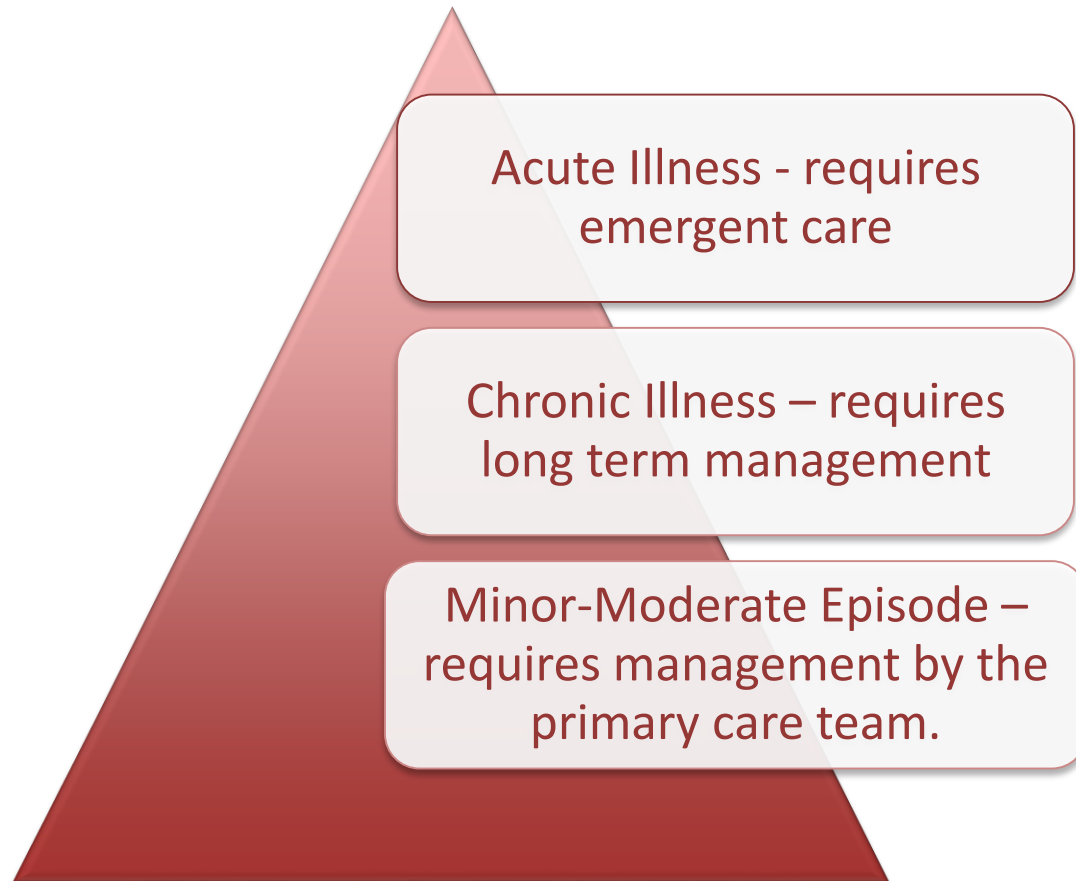 Acute Illness - requires
emergent care
Chronic Illness – requires
long term management
Minor-Moderate Episode –
requires management by the
primary care team.